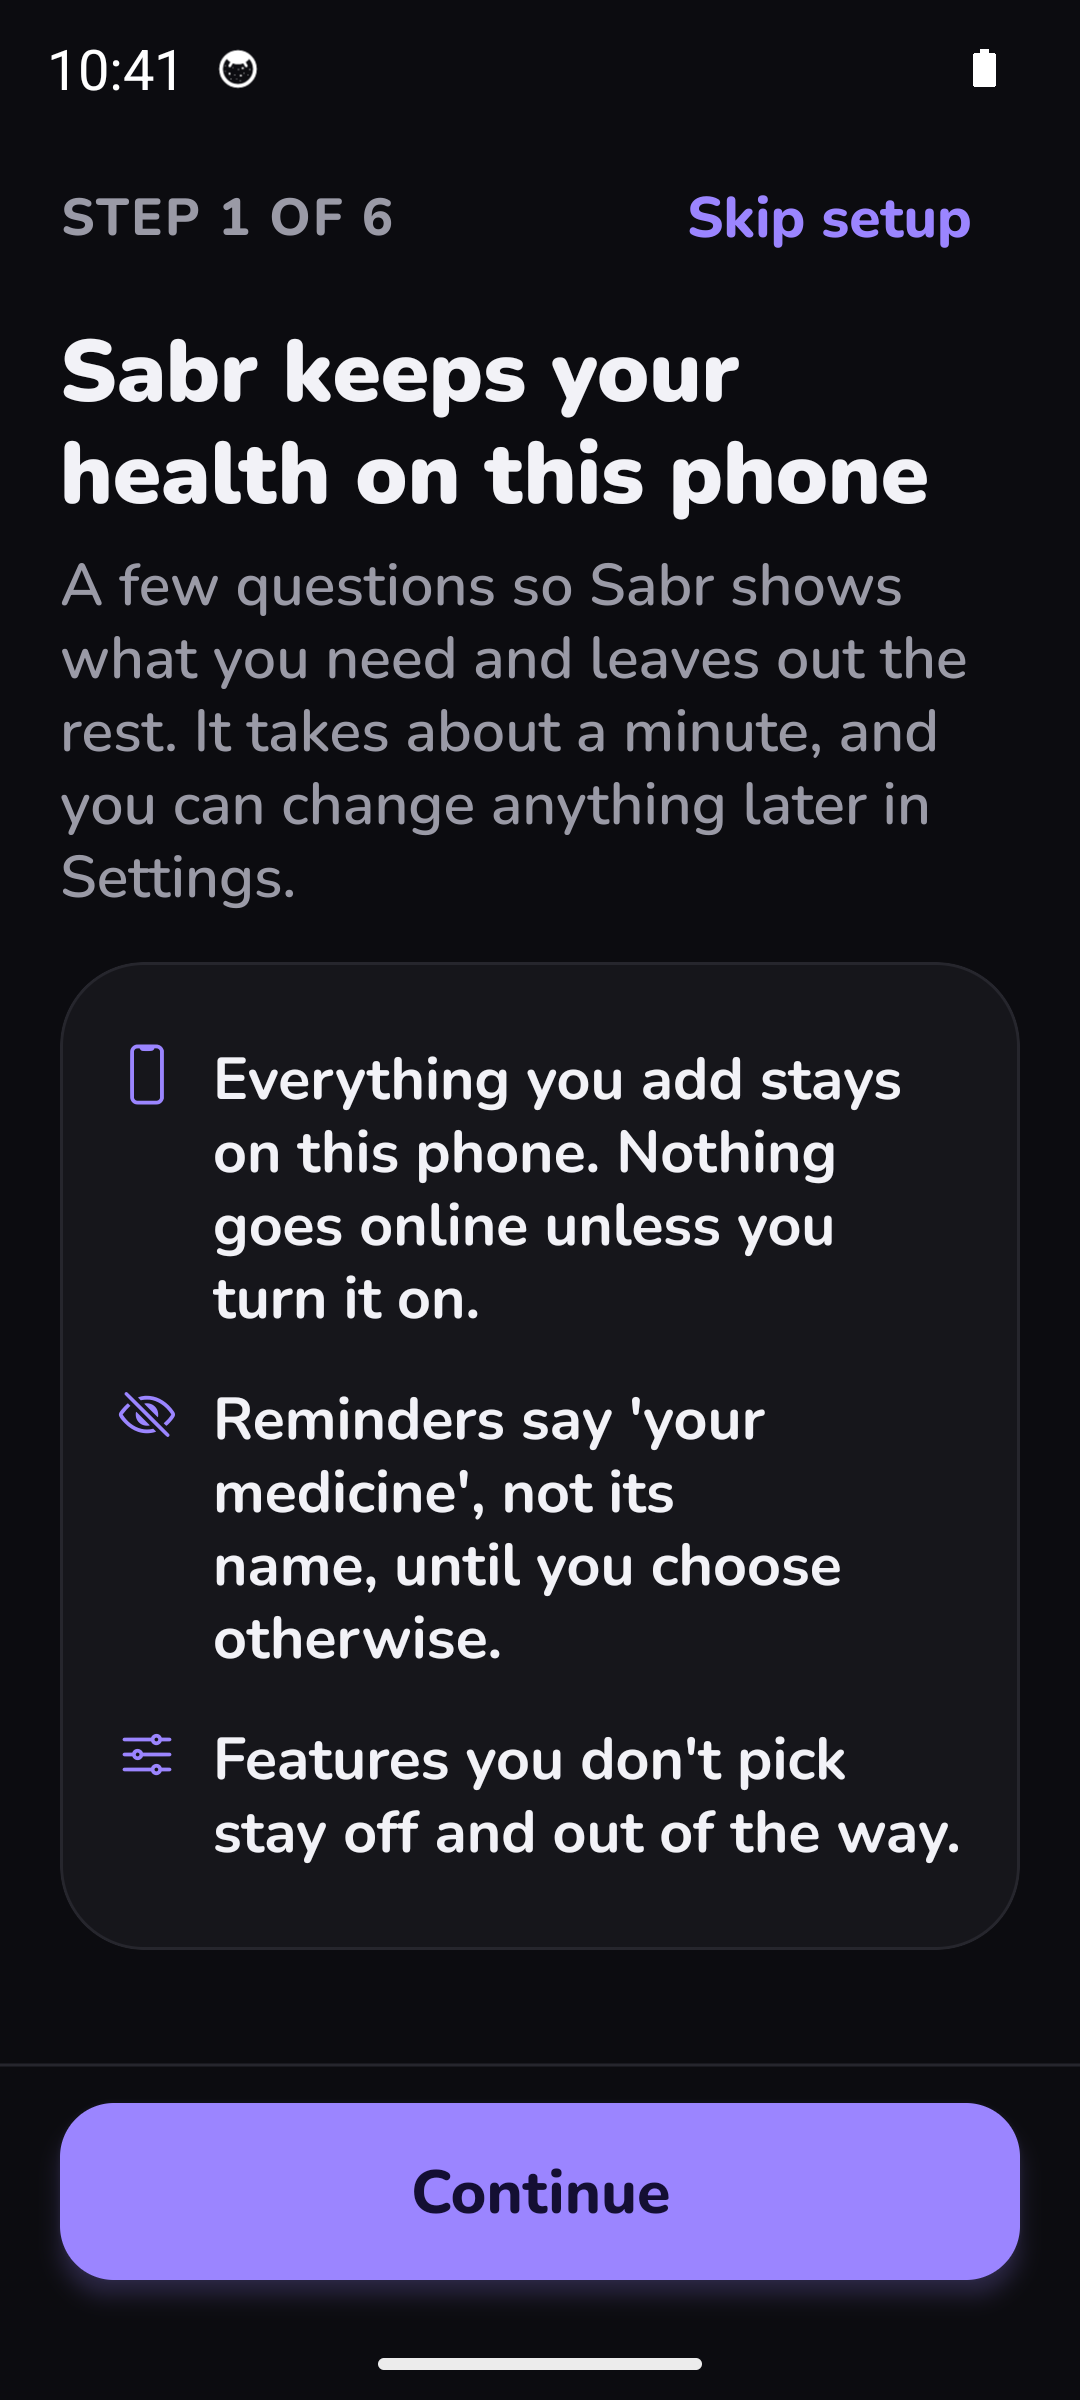 10:41
STEP 1 OF 6
Skip setup
Sabr keeps your
health on this phone
A few questions so Sabr shows
what you need and leaves out the
rest. It takes about a minute, and
you can change anything later in
Settings.
Everything you add stays
on this phone. Nothing
goes online unless you
turn it on.
Reminders say 'your
medicine', not its
name, until you choose
otherwise.
Features you don't pick
stay off and out of the way.
Continue